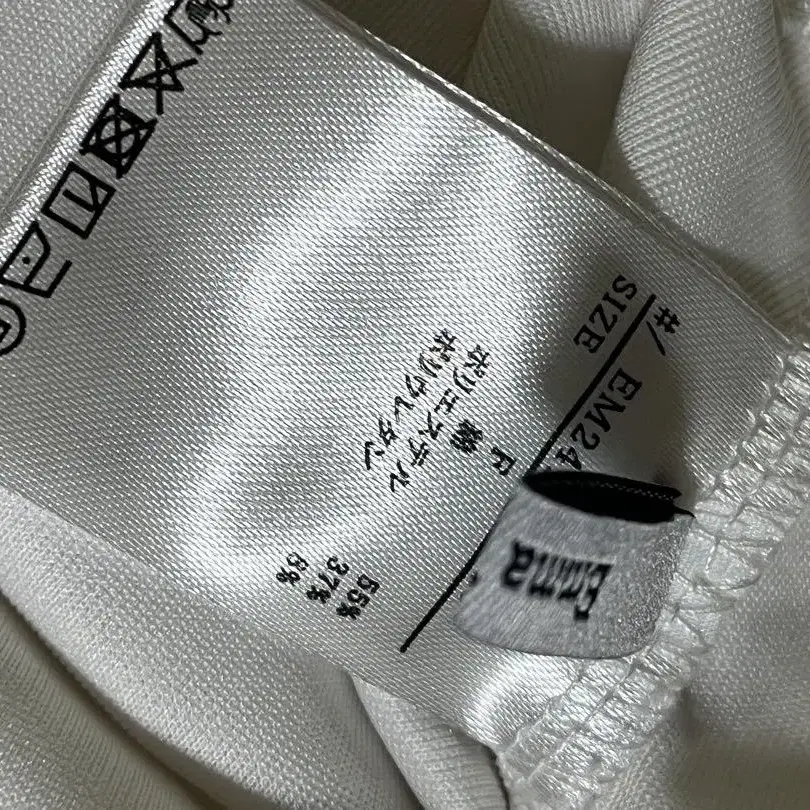 #/ EM24
SIZE F
綿 55%
ポリエステル 37%
ポリウレタン 8%
Emma